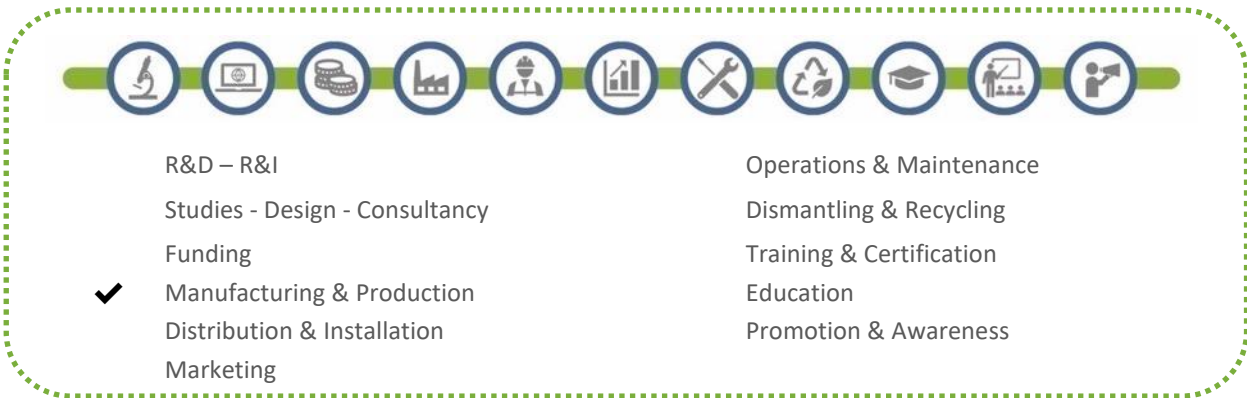 R&D – R&I
Studies - Design - Consultancy
Funding
✔ Manufacturing & Production
Distribution & Installation
Marketing
Operations & Maintenance
Dismantling & Recycling
Training & Certification
Education
Promotion & Awareness